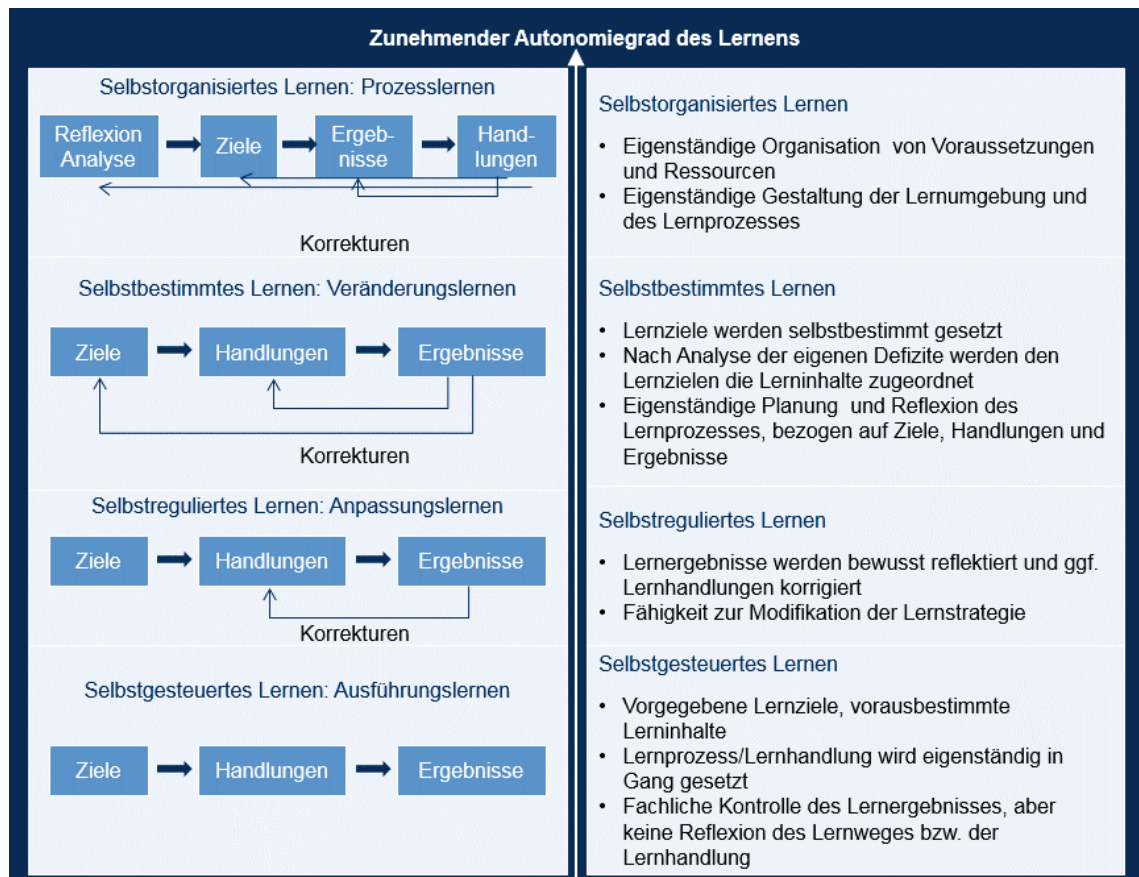 Zunehmender Autonomiegrad des Lernens
Selbstorganisiertes Lernen: Prozesslernen
Reflexion
Analyse
Ziele
Ergeb-
nisse
Hand-
lungen
Korrekturen
Selbstorganisiertes Lernen
• Eigenständige Organisation von Voraussetzungen
und Ressourcen
• Eigenständige Gestaltung der Lernumgebung und
des Lernprozesses
Selbstbestimmtes Lernen: Veränderungslernen
Ziele
Handlungen
Ergebnisse
Korrekturen
Selbstbestimmtes Lernen
• Lernziele werden selbstbestimmt gesetzt
• Nach Analyse der eigenen Defizite werden den
Lernzielen die Lerninhalte zugeordnet
• Eigenständige Planung und Reflexion des
Lernprozesses, bezogen auf Ziele, Handlungen und
Ergebnisse
Selbstreguliertes Lernen: Anpassungslernen
Ziele
Handlungen
Ergebnisse
Korrekturen
Selbstreguliertes Lernen
• Lernergebnisse werden bewusst reflektiert und ggf.
Lernhandlungen korrigiert
• Fähigkeit zur Modifikation der Lernstrategie
Selbstgesteuertes Lernen: Ausführungslernen
Ziele
Handlungen
Ergebnisse
Selbstgesteuertes Lernen
• Vorgegebene Lernziele, vorausbestimmte
Lerninhalte
• Lernprozess/Lernhandlung wird eigenständig in
Gang gesetzt
• Fachliche Kontrolle des Lernergebnisses, aber
keine Reflexion des Lernweges bzw. der
Lernhandlung